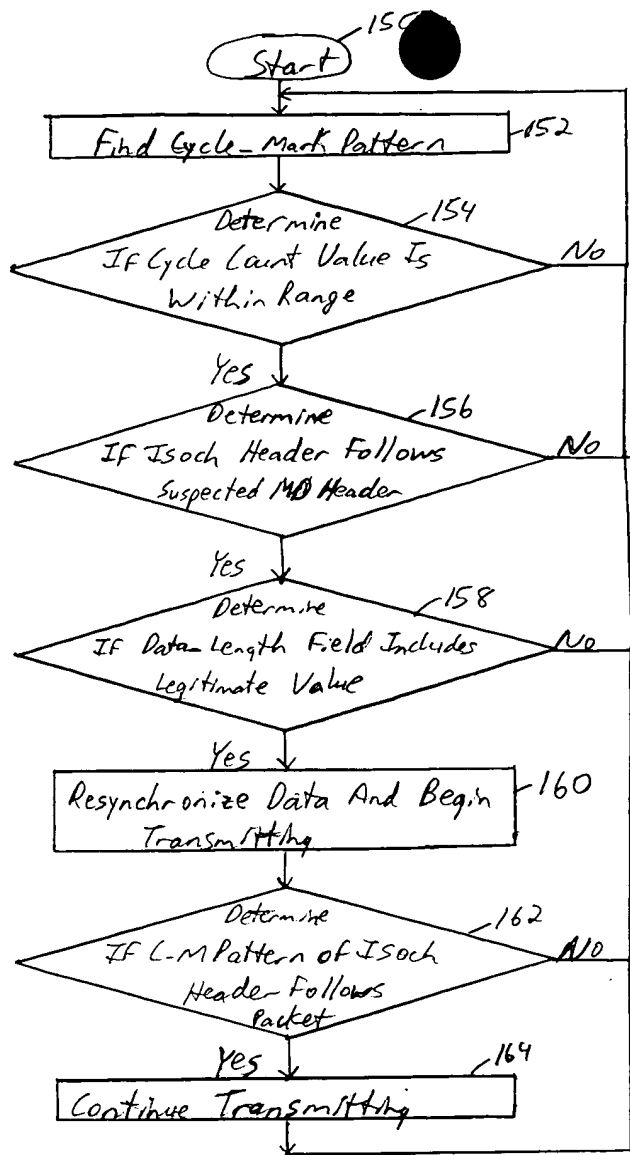 150
Start
Find Cycle-Mark Pattern
152
Determine
154
If Cycle Count Value Is
No
Within Range
Yes
Determine
156
If Isoch Header Follows
No
Suspected MD Header
Yes
Determine
158
If Data-Length Field Includes
No
Legitimate Value
Yes
Resynchronize Data And Begin
160
Transmitting
Determine
162
If C-M Pattern of Isoch
No
Header Follows
Packet
Yes
164
Continue Transmitting